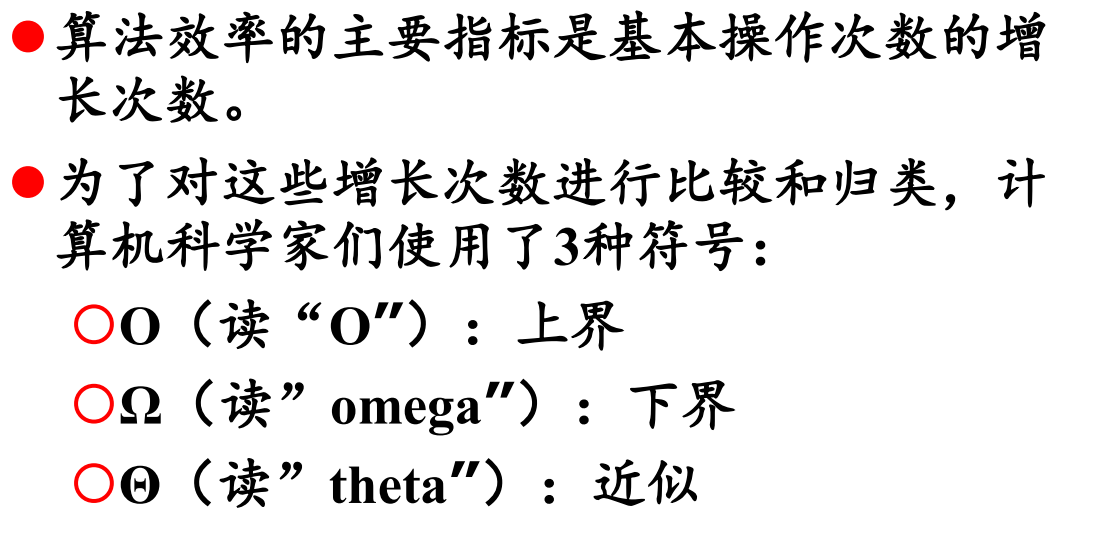 ●算法效率的主要指标是基本操作次数的增
长次数。
●为了对这些增长次数进行比较和归类，计
算机科学家们使用了3种符号：
○O（读“O”）：上界
○Ω（读”omega”）：下界
○Θ（读”theta”）：近似